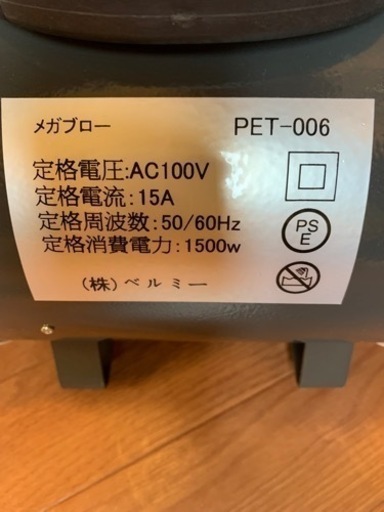 メガブロー PET-006
定格電圧:AC100V
定格電流:15A
定格周波数:50/60Hz
定格消費電力:1500w
(株)ベルミー
PS
E